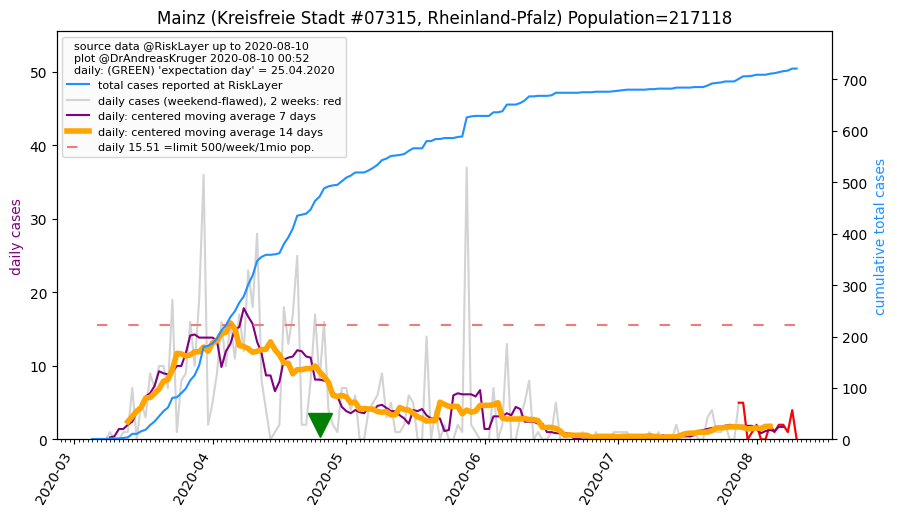 Mainz (Kreisfreie Stadt #07315, Rheinland-Pfalz) Population=217118
source data @RiskLayer up to 2020-08-10
plot @DrAndreasKruger 2020-08-10 00:52
daily: (GREEN) 'expectation day' = 25.04.2020
total cases reported at RiskLayer
daily cases (weekend-flawed), 2 weeks: red
daily: centered moving average 7 days
daily: centered moving average 14 days
daily 15.51 =limit 500/week/1mio pop.
daily cases
50
40
30
20
10
0
cumulative total cases
700
600
500
400
300
200
100
0
2020-03
2020-04
2020-05
2020-06
2020-07
2020-08